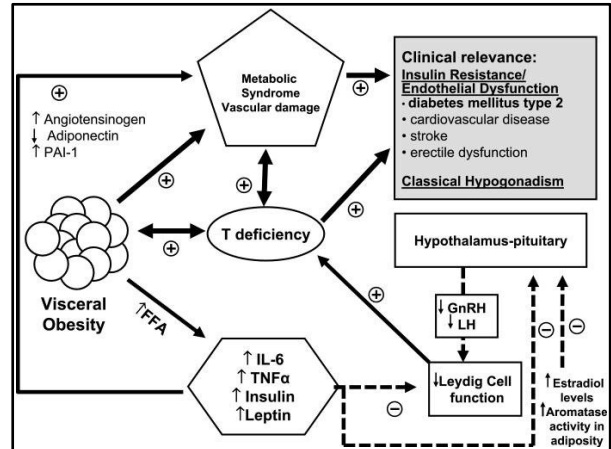 Metabolic
Syndrome
Vascular damage
Clinical relevance:
Insulin Resistance/
Endothelial Dysfunction
· diabetes mellitus type 2
• cardiovascular disease
• stroke
• erectile dysfunction
Classical Hypogonadism
⊕
↑ Angiotensinogen
↓ Adiponectin
↑ PAI-1
⊕
⊕
⊕
⊕
⊕
T deficiency
Visceral
Obesity
↑FFA
Hypothalamus-pituitary
⊕
↓ GnRH
↓ LH
⊖
⊖
↑ IL-6
↑ TNFα
↑ Insulin
↑Leptin
⊖
↓Leydig Cell
function
↑Estradiol
levels
↑Aromatase
activity in
adiposity